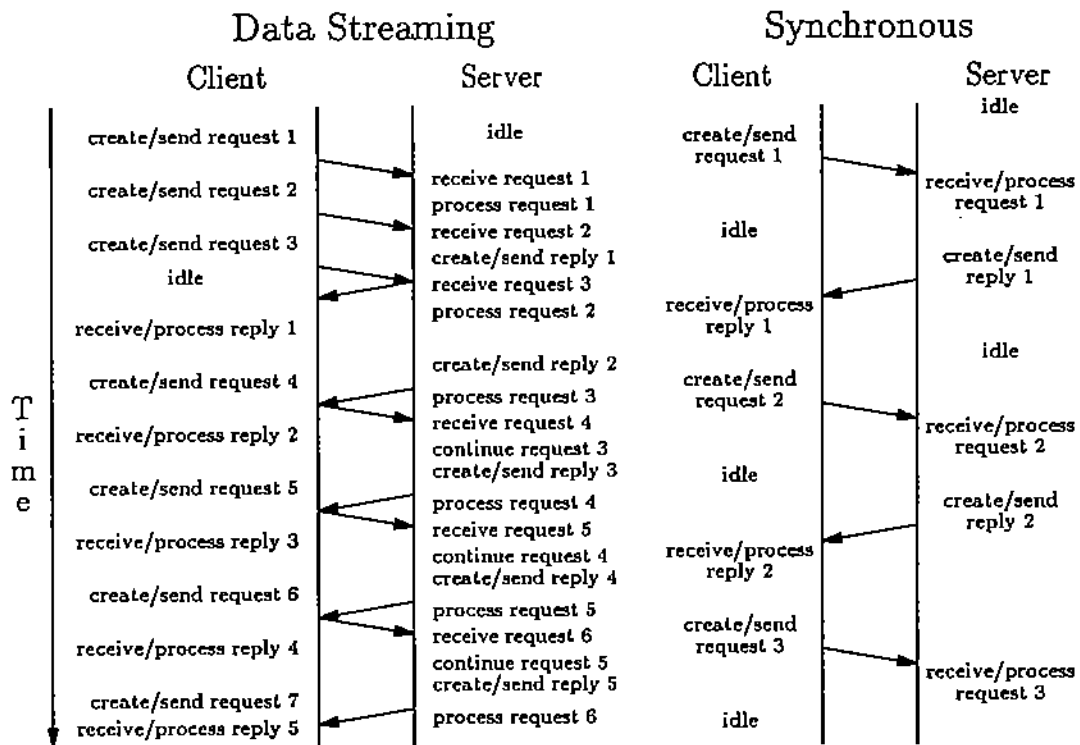 Data Streaming
Synchronous
Client
Server
Client
Server
Time
create/send request 1
create/send request 2
create/send request 3
idle
receive/process reply 1
create/send request 4
receive/process reply 2
create/send request 5
receive/process reply 3
create/send request 6
receive/process reply 4
create/send request 7
receive/process reply 5
idle
receive request 1
process request 1
receive request 2
create/send reply 1
receive request 3
process request 2
create/send reply 2
process request 3
receive request 4
continue request 3
create/send reply 3
process request 4
receive request 5
continue request 4
create/send reply 4
process request 5
receive request 6
continue request 5
create/send reply 5
process request 6
create/send
request 1
idle
receive/process
reply 1
create/send
request 2
idle
receive/process
reply 2
create/send
request 3
idle
idle
receive/process
request 1
create/send
reply 1
idle
receive/process
request 2
create/send
reply 2
receive/process
request 3